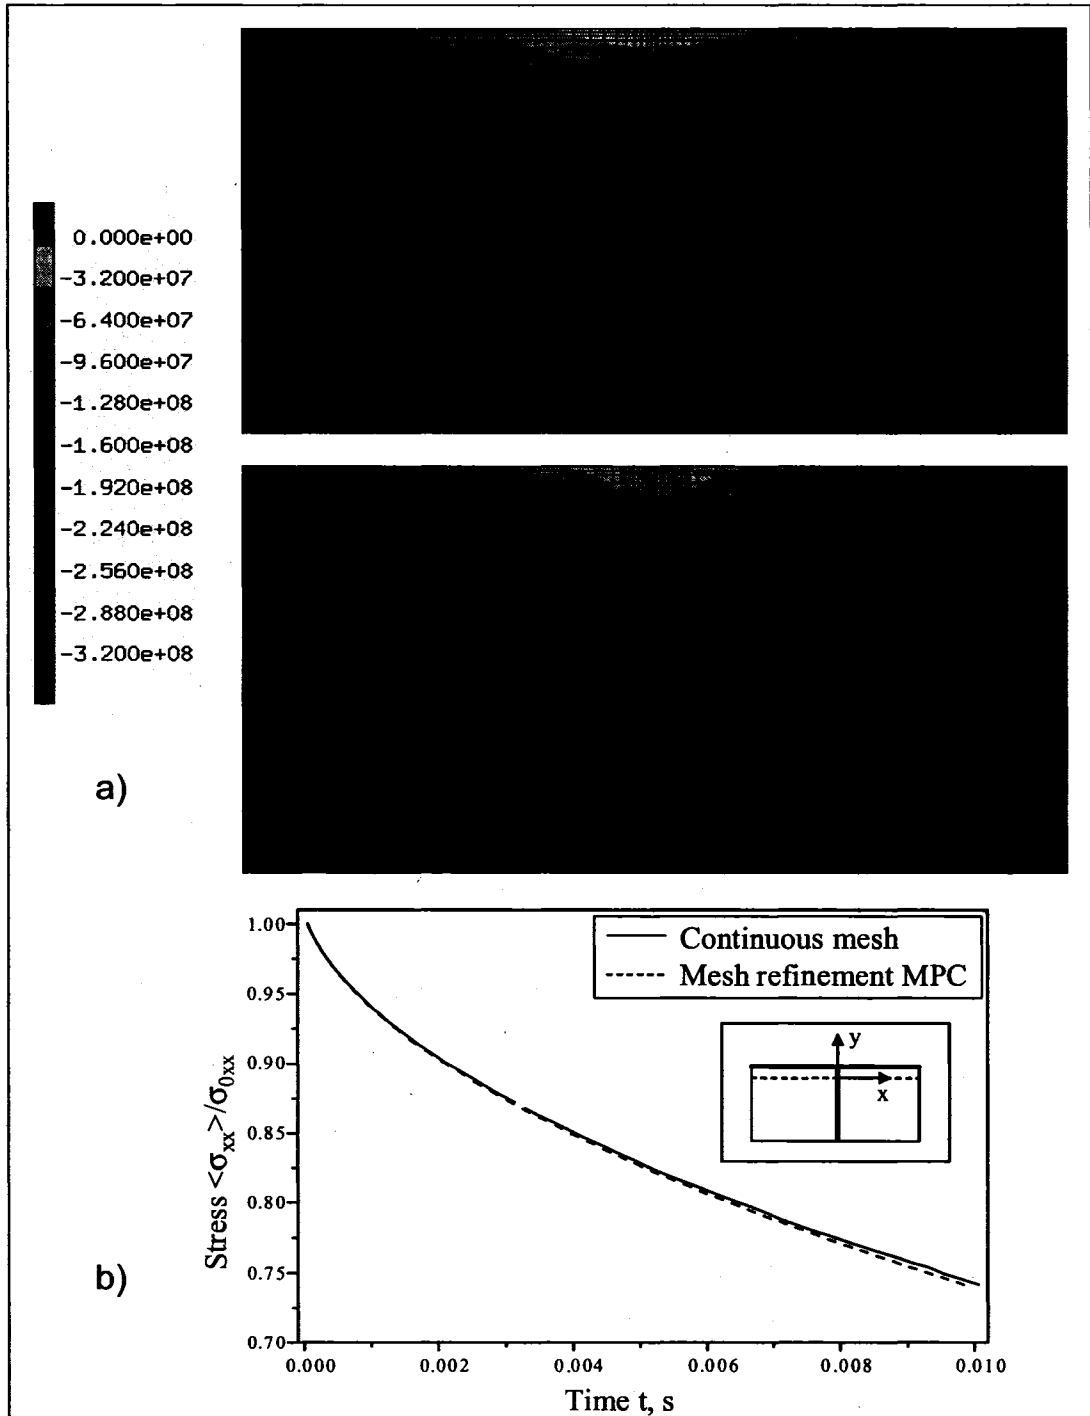 0.000e+00
-3.200e+07
-6.400e+07
-9.600e+07
-1.280e+08
-1.600e+08
-1.920e+08
-2.240e+08
-2.560e+08
-2.880e+08
-3.200e+08
a)
1.00
0.95
0.90
0.85
0.80
0.75
0.70
Stress <σxx>/σ0xx
Continuous mesh
Mesh refinement MPC
y
x
b)
0.000 0.002 0.004 0.006 0.008 0.010
Time t, s